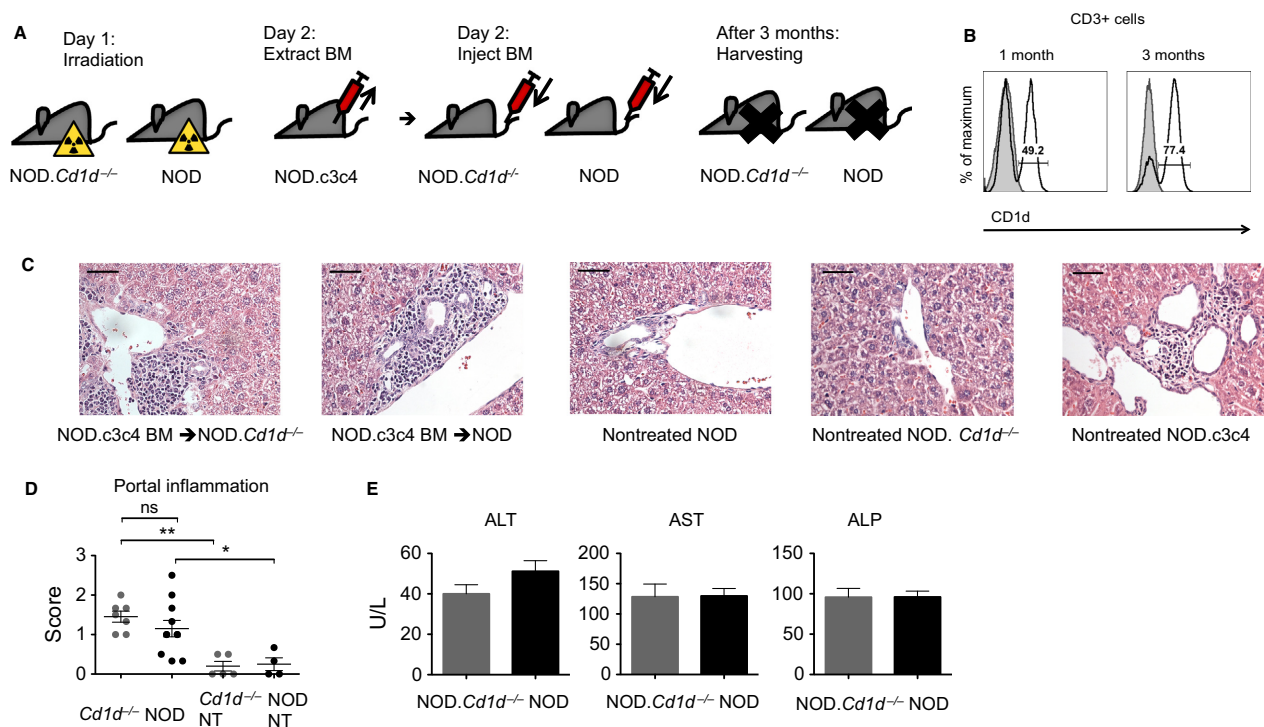 A
Day 1:
Irradiation
Day 2:
Extract BM
Day 2:
Inject BM
After 3 months:
Harvesting
NOD.Cd1d–/–
NOD
NOD.c3c4
➔
NOD.Cd1d-/-
NOD
NOD.Cd1d–/–
NOD
B
CD3+ cells
1 month
3 months
% of maximum
49.2
77.4
CD1d
C
NOD.c3c4 BM ➔NOD.Cd1d–/–
NOD.c3c4 BM ➔NOD
Nontreated NOD
Nontreated NOD. Cd1d–/–
Nontreated NOD.c3c4
D
Portal inflammation
ns
**
*
Score
3
2
1
0
Cd1d–/–
NOD
Cd1d–/–
NT
NOD
NT
E
ALT
U/L
60
40
20
0
NOD.Cd1d–/– NOD
AST
200
150
100
50
0
NOD.Cd1d–/– NOD
ALP
150
100
50
0
NOD.Cd1d–/– NOD